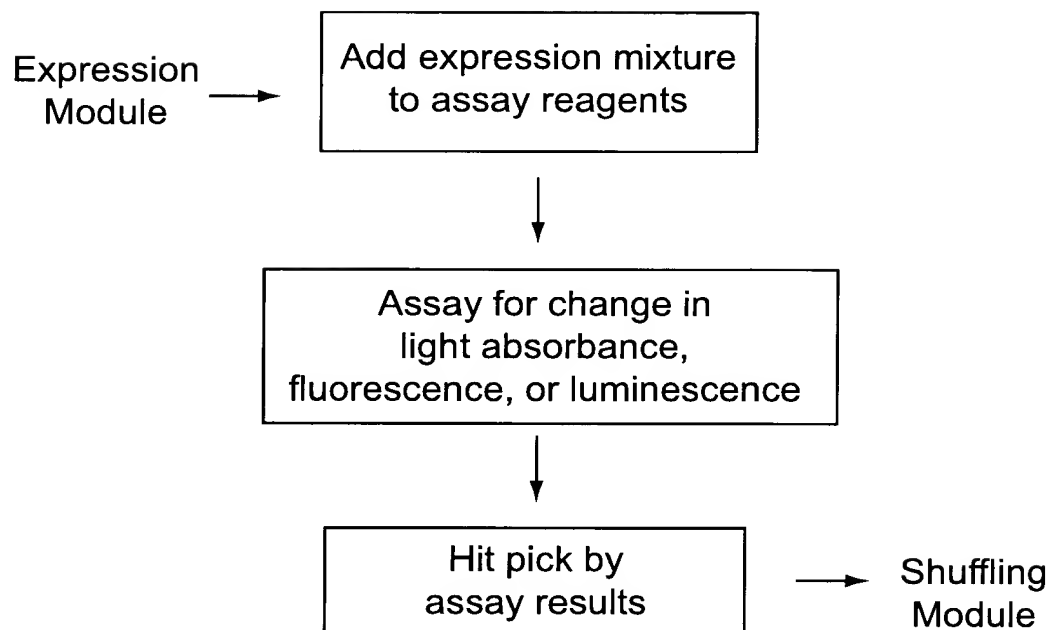 Expression
Module
Add expression mixture
to assay reagents
Assay for change in
light absorbance,
fluorescence, or luminescence
Hit pick by
assay results
Shuffling
Module